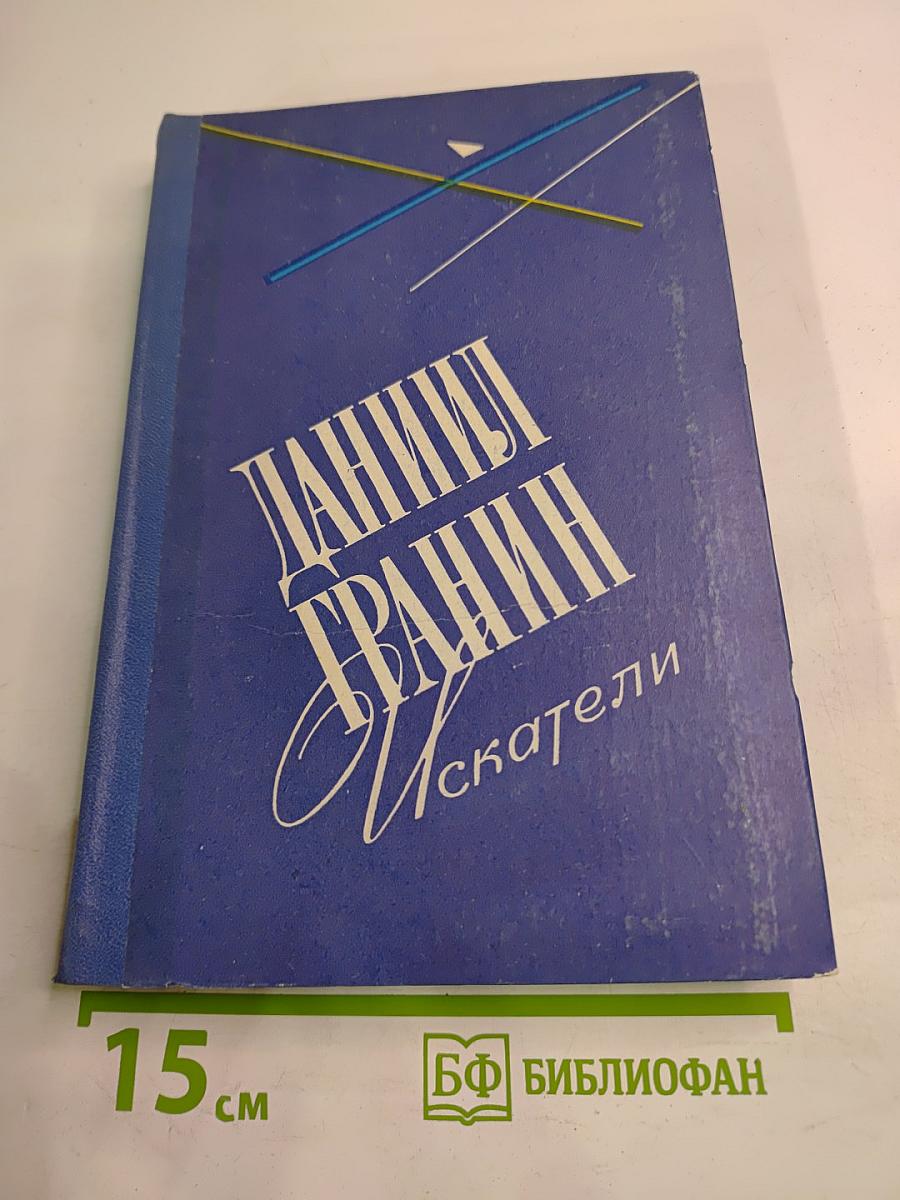 ДАНИИЛ
ГРАНИН
Искатели
15 см
БФ БИБЛИОФАН